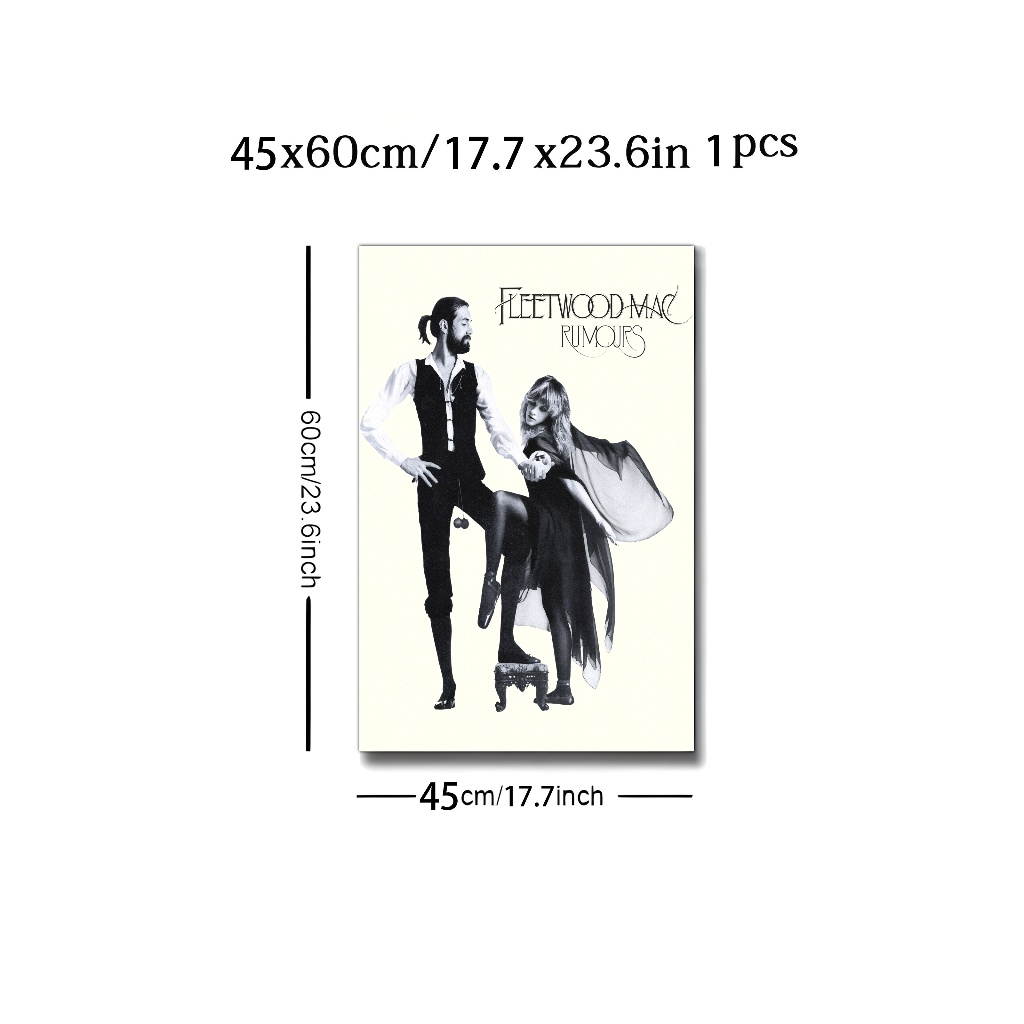 45x60cm/17.7 x23.6in 1pcs
FLEETWOOD MAC
RUMOURS
60cm/23.6inch
45cm/17.7inch